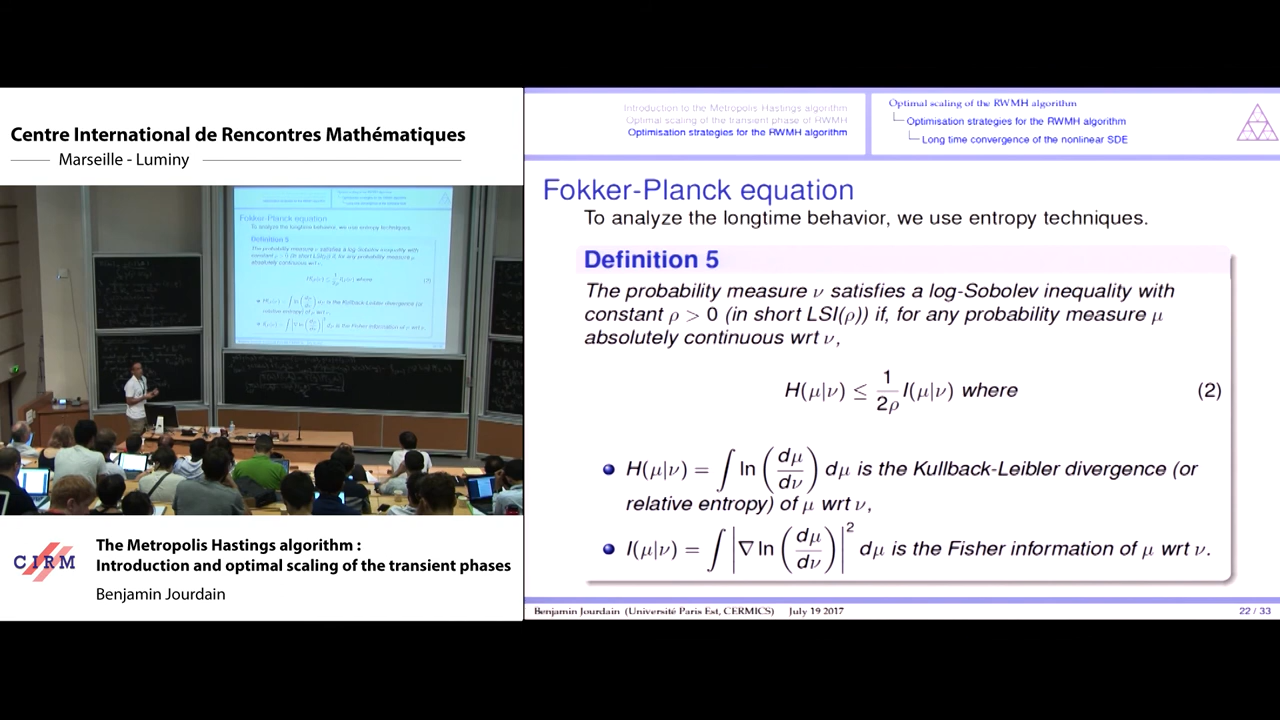 Centre International de Rencontres Mathématiques
Marseille - Luminy
CIRM
The Metropolis Hastings algorithm :
Introduction and optimal scaling of the transient phases
Benjamin Jourdain
Introduction to the Metropolis Hastings algorithm
Optimal scaling of the transient phase of RWMH
Optimisation strategies for the RWMH algorithm
Optimal scaling of the RWMH algorithm
Optimisation strategies for the RWMH algorithm
Long time convergence of the nonlinear SDE
Fokker-Planck equation
To analyze the longtime behavior, we use entropy techniques.
Definition 5
The probability measure ν satisfies a log-Sobolev inequality with
constant ρ > 0 (in short LSI(ρ)) if, for any probability measure μ
absolutely continuous wrt ν,
H(μ|ν) ≤ 1/2ρ I(μ|ν) where (2)
H(μ|ν) = ∫ ln (dμ/dν) dμ is the Kullback-Leibler divergence (or
relative entropy) of μ wrt ν,
I(μ|ν) = ∫ |∇ ln (dμ/dν)|² dμ is the Fisher information of μ wrt ν.
Benjamin Jourdain (Université Paris Est, CERMICS) July 19 2017 22 / 33